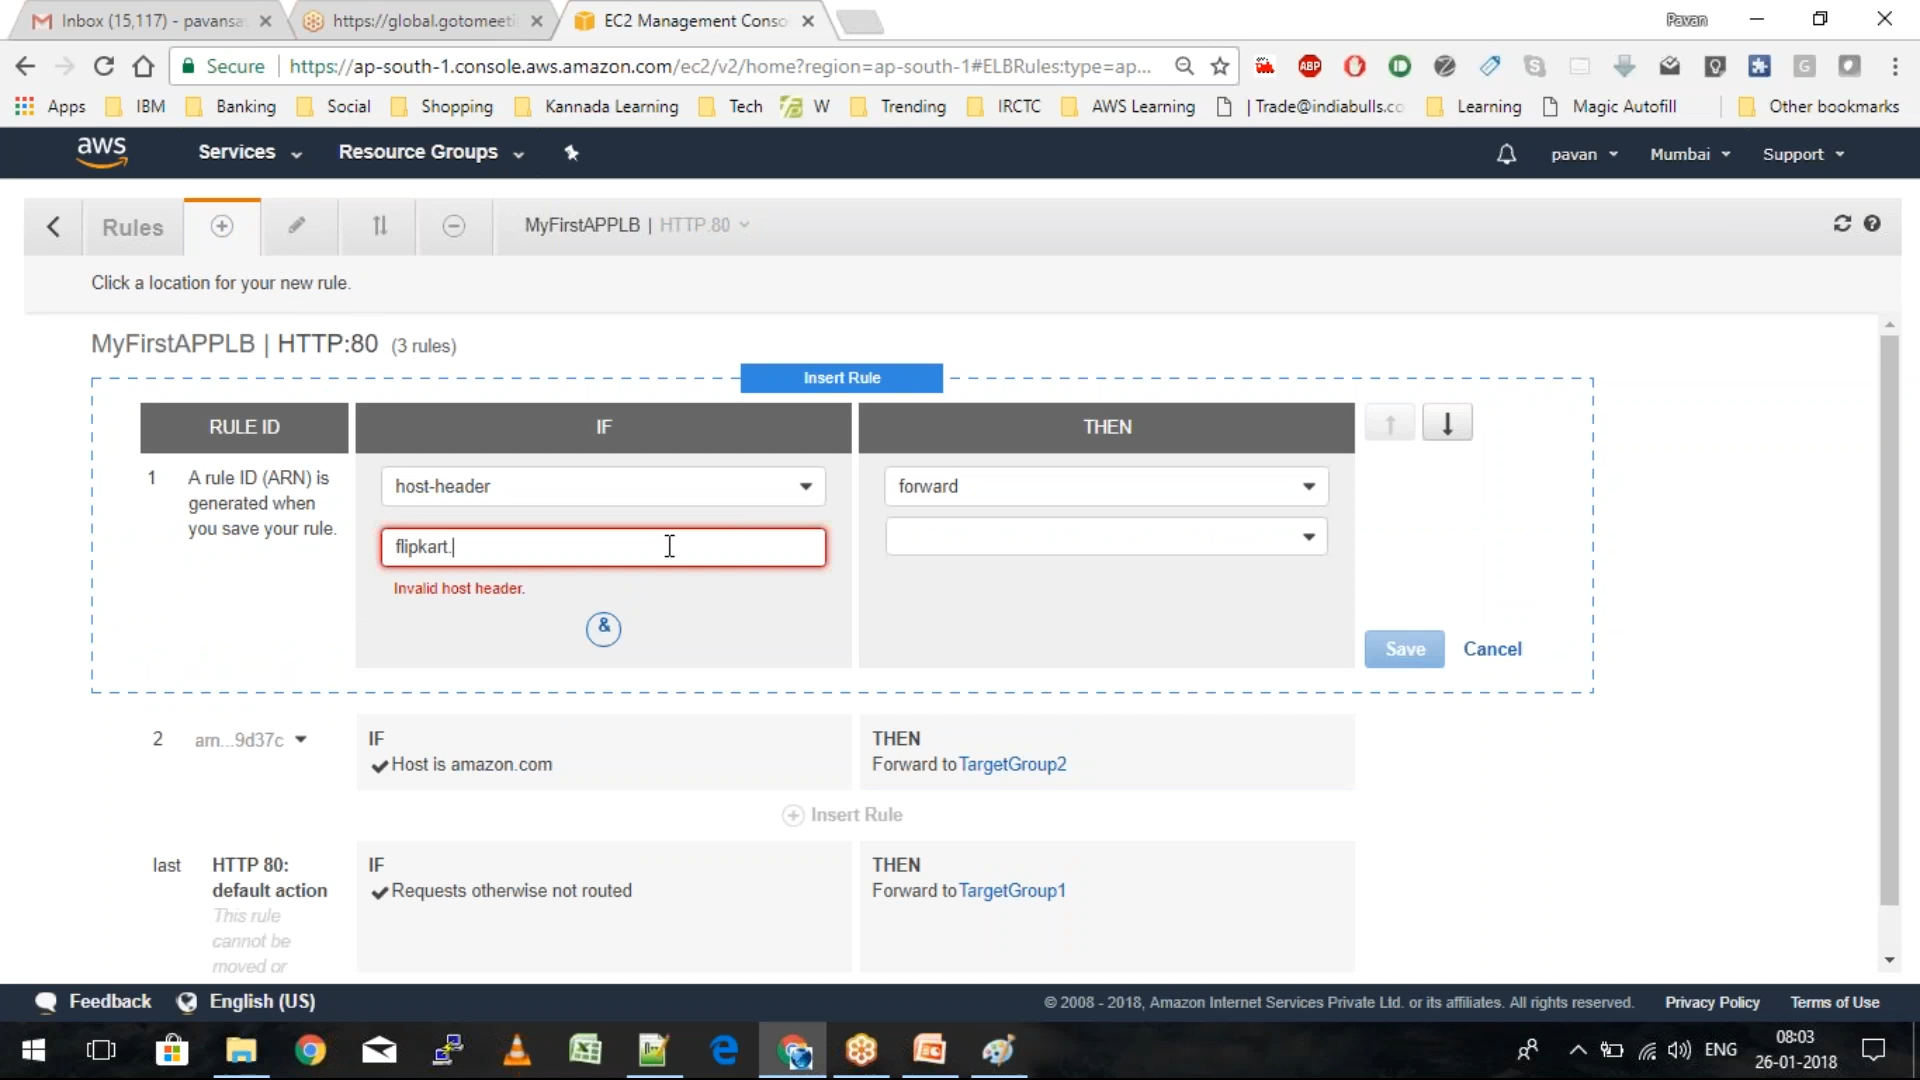 Inbox (15,117) - pavansa
https://global.gotomeeti
EC2 Management Conso
Pavan
Secure
https://ap-south-1.console.aws.amazon.com/ec2/v2/home?region=ap-south-1#ELBRules:type=ap...
ABP
Apps
IBM
Banking
Social
Shopping
Kannada Learning
Tech
W
Trending
IRCTC
AWS Learning
| Trade@indiabulls.co
Learning
Magic Autofill
Other bookmarks
aws
Services
Resource Groups
pavan
Mumbai
Support
Rules
MyFirstAPPLB | HTTP:80
Click a location for your new rule.
MyFirstAPPLB | HTTP:80 (3 rules)
Insert Rule
RULE ID
IF
THEN
1
A rule ID (ARN) is
generated when
you save your rule.
host-header
flipkart.
Invalid host header.
&
forward
Save
Cancel
2
arn...9d37c
IF
Host is amazon.com
THEN
Forward to TargetGroup2
Insert Rule
last
HTTP 80:
default action
This rule
cannot be
moved or
IF
Requests otherwise not routed
THEN
Forward to TargetGroup1
Feedback
English (US)
© 2008 - 2018, Amazon Internet Services Private Ltd. or its affiliates. All rights reserved.
Privacy Policy
Terms of Use
ENG
08:03
26-01-2018